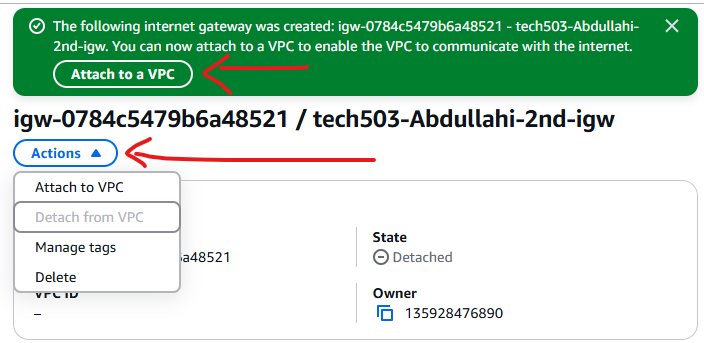 The following internet gateway was created: igw-0784c5479b6a48521 - tech503-Abdullahi-
2nd-igw. You can now attach to a VPC to enable the VPC to communicate with the internet.
Attach to a VPC
igw-0784c5479b6a48521 / tech503-Abdullahi-2nd-igw
Actions
Attach to VPC
Detach from VPC
Manage tags
Delete
6a48521
State
Detached
VPC ID
–
Owner
135928476890